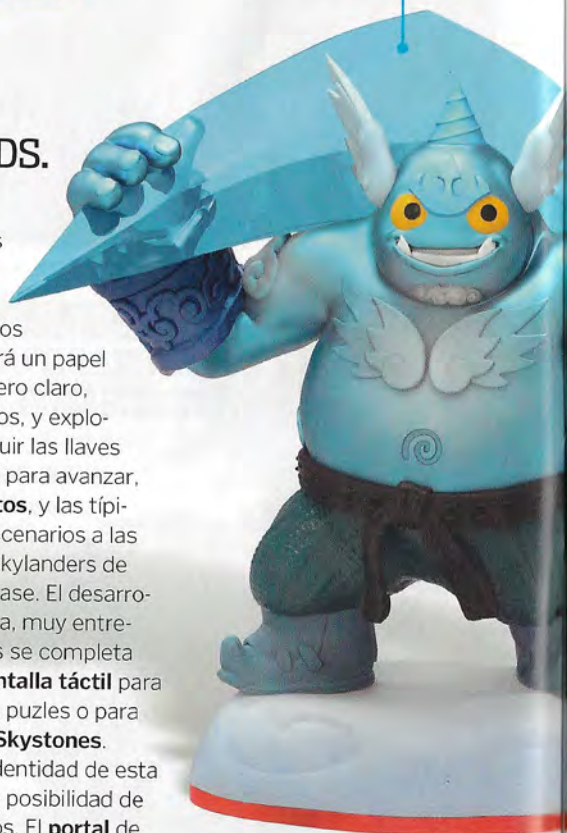 DS.
s
os
rá un papel
ero claro,
os, y explo-
uir las llaves
para avanzar,
tos, y las típi-
cenarios a las
kylanders de
ase. El desarro-
a, muy entre-
s se completa
ntalla táctil para
puzles o para
Skystones.
dentidad de esta
posibilidad de
os. El portal de